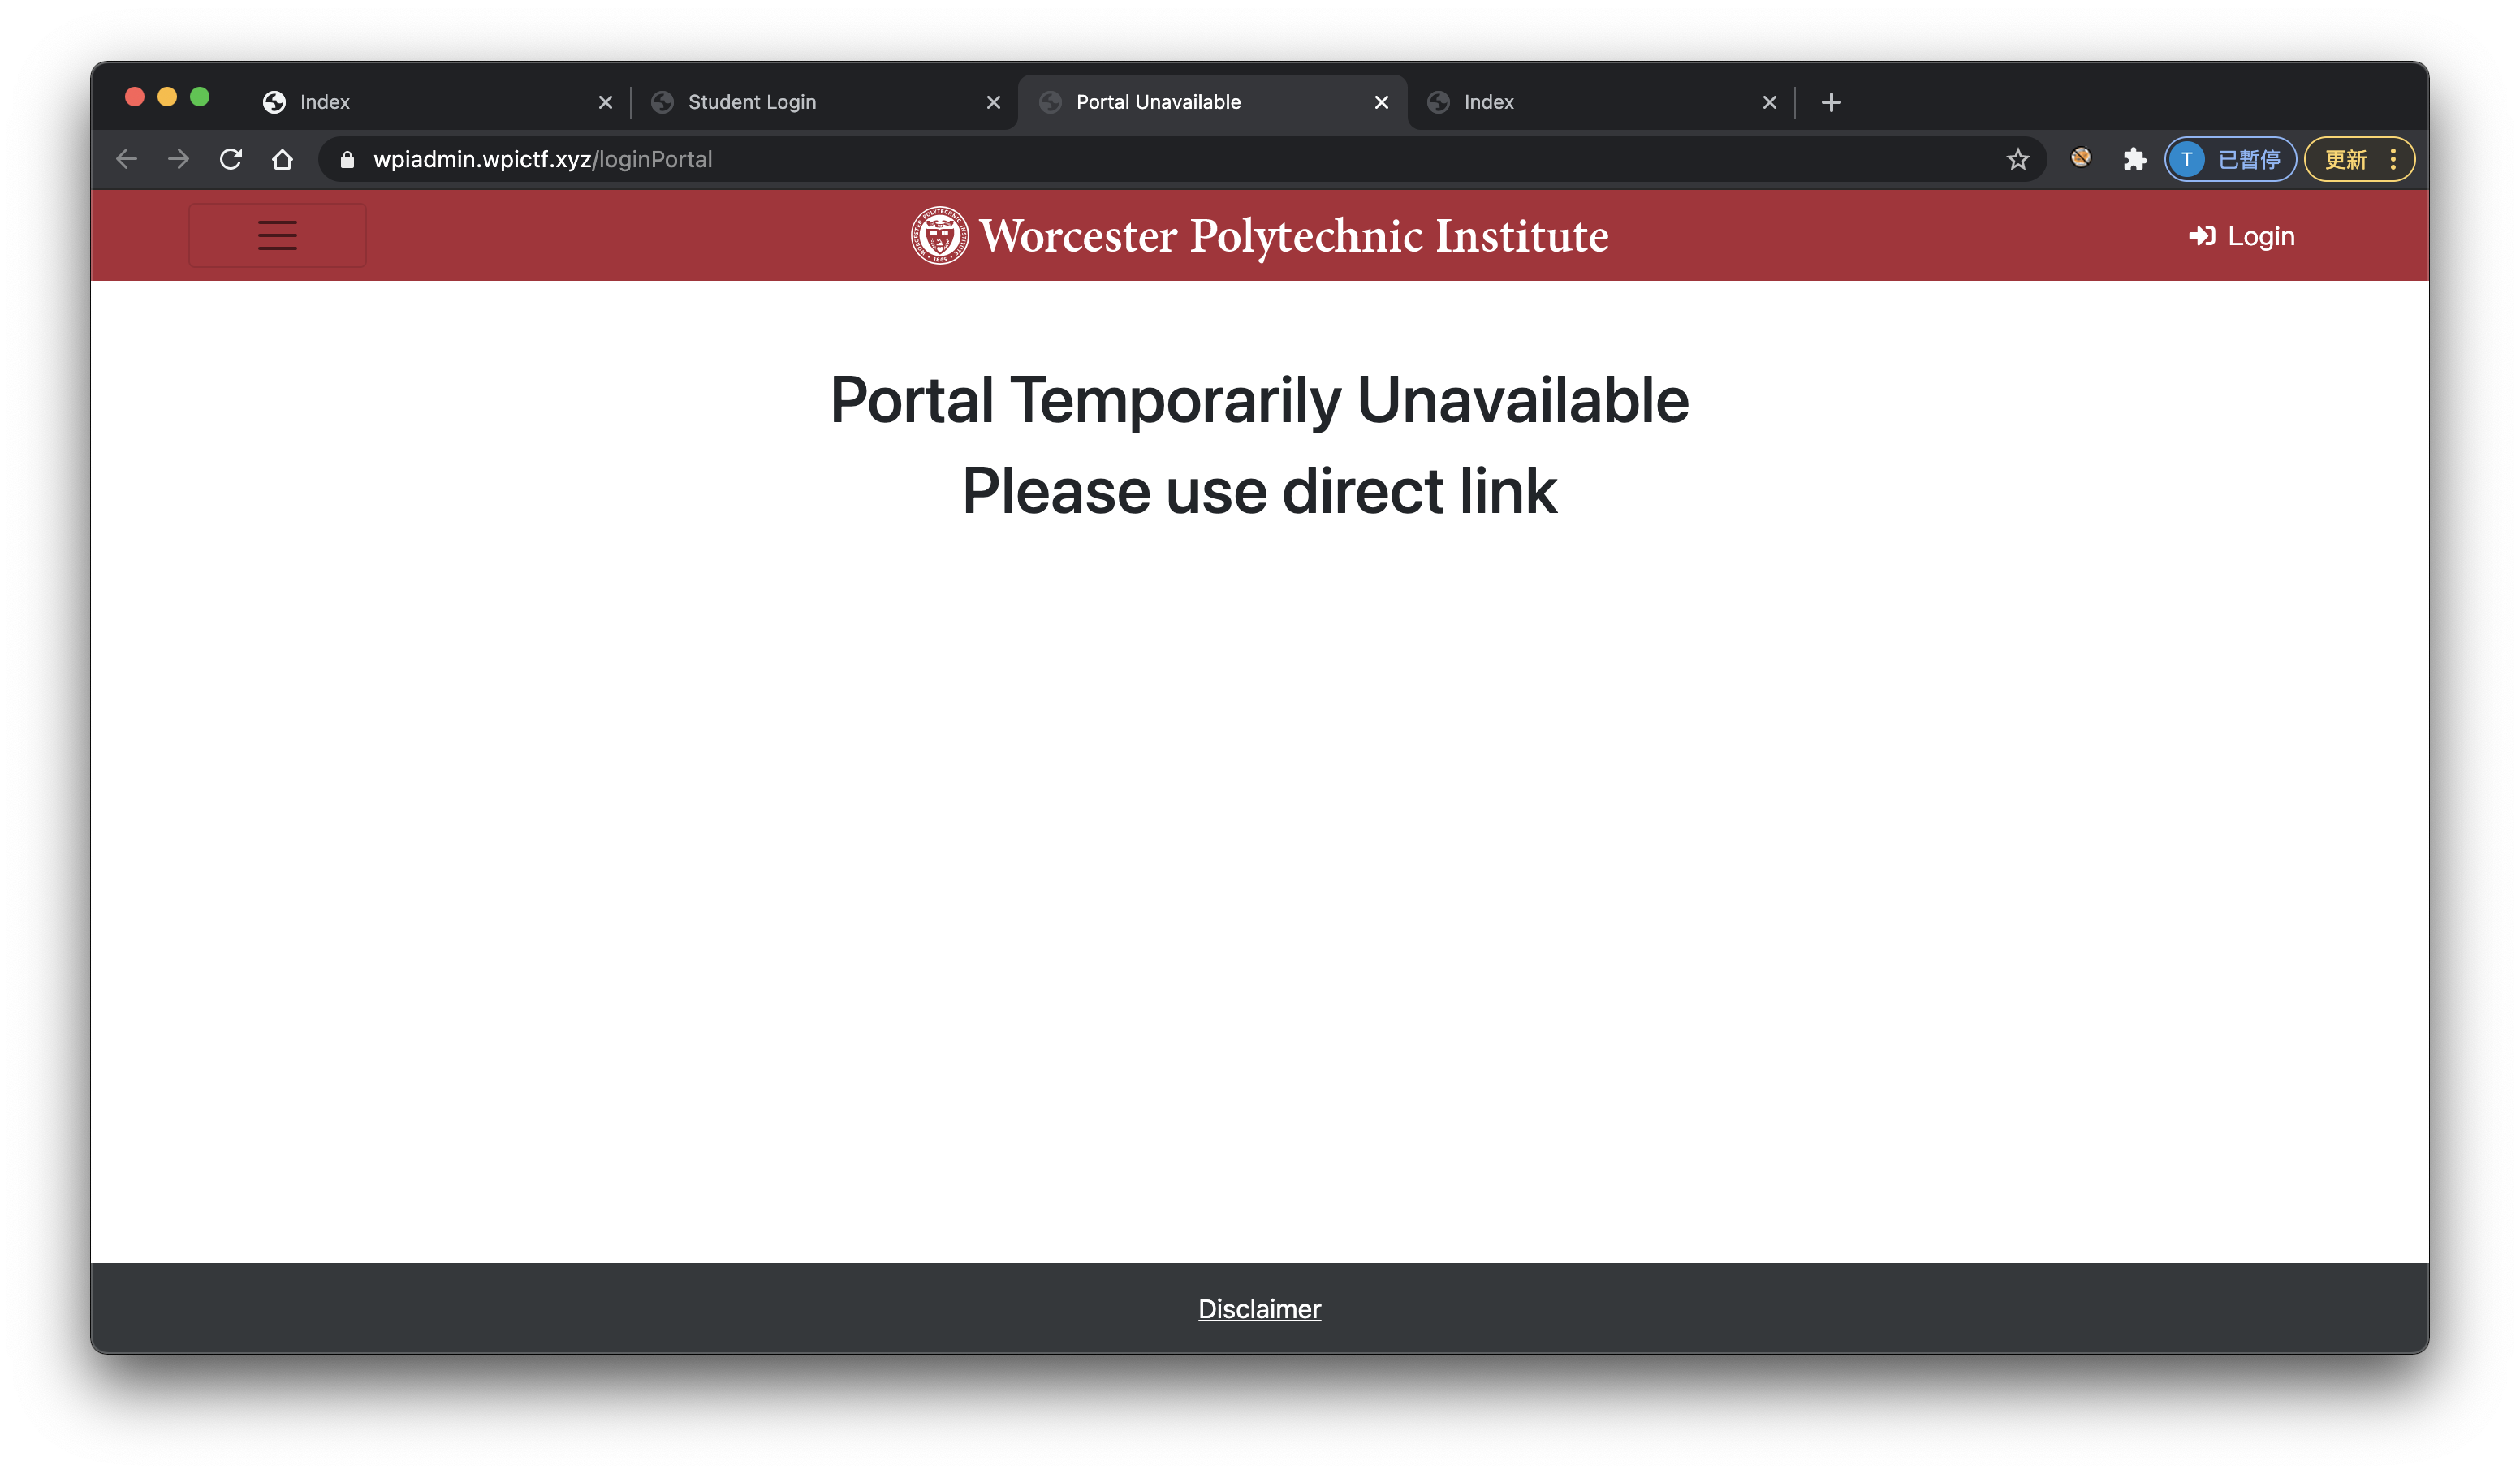 Index
Student Login
Portal Unavailable
Index
wpiadmin.wpictf.xyz/loginPortal
T 已暫停
更新
Worcester Polytechnic Institute
Login
Portal Temporarily Unavailable
Please use direct link
Disclaimer